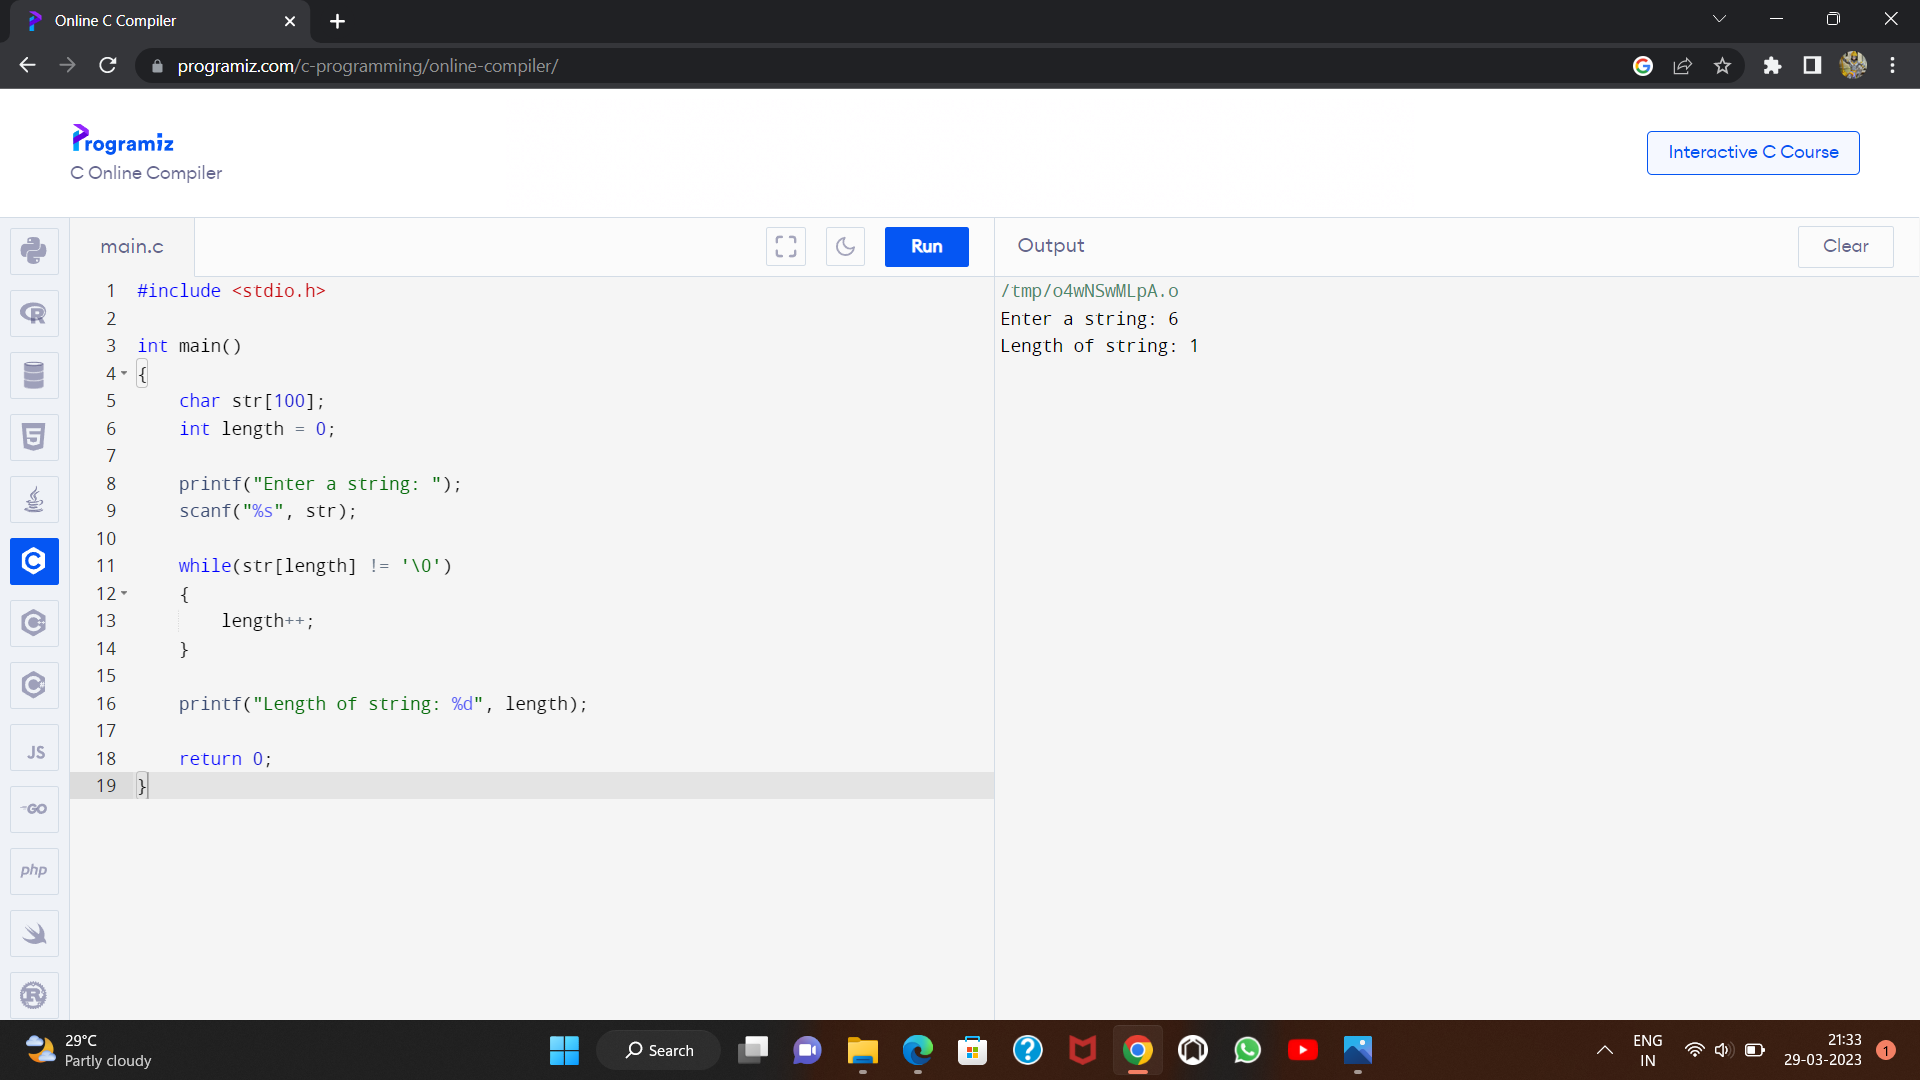 Online C Compiler
programiz.com/c-programming/online-compiler/
Programiz
C Online Compiler
Interactive C Course
main.c
Run
Output
Clear
1 #include <stdio.h>
2
3 int main()
4 {
5 char str[100];
6 int length = 0;
7
8 printf("Enter a string: ");
9 scanf("%s", str);
10
11 while(str[length] != '\0')
12 {
13 length++;
14 }
15
16 printf("Length of string: %d", length);
17
18 return 0;
19 }
/tmp/o4wNSwMLpA.o
Enter a string: 6
Length of string: 1
JS
GO
php
29°C
Partly cloudy
Search
ENG
IN
21:33
29-03-2023
1